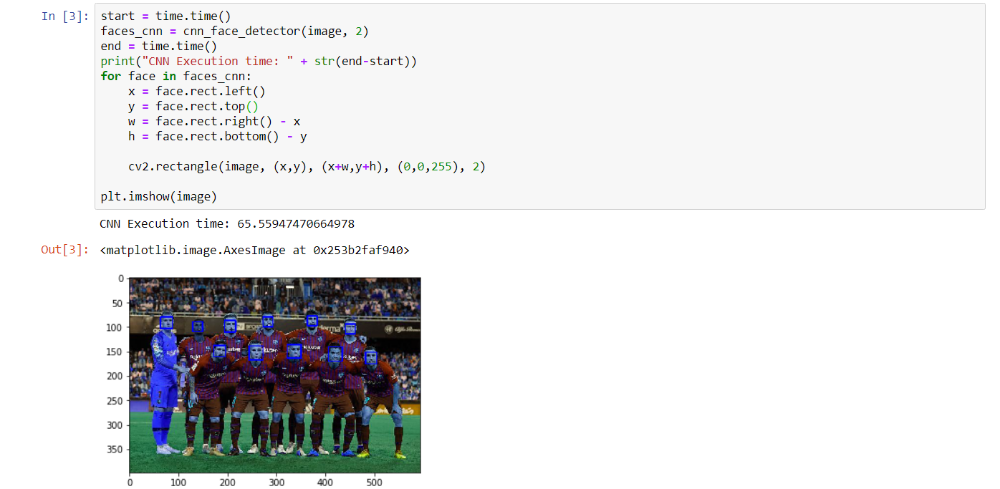 In [3]:
start = time.time()
faces_cnn = cnn_face_detector(image, 2)
end = time.time()
print("CNN Execution time: " + str(end-start))
for face in faces_cnn:
    x = face.rect.left()
    y = face.rect.top()
    w = face.rect.right() - x
    h = face.rect.bottom() - y
    cv2.rectangle(image, (x,y), (x+w,y+h), (0,0,255), 2)
plt.imshow(image)
CNN Execution time: 65.55947470664978
Out[3]: <matplotlib.image.AxesImage at 0x253b2faf940>
0
50
100
150
200
250
300
350
0 100 200 300 400 500